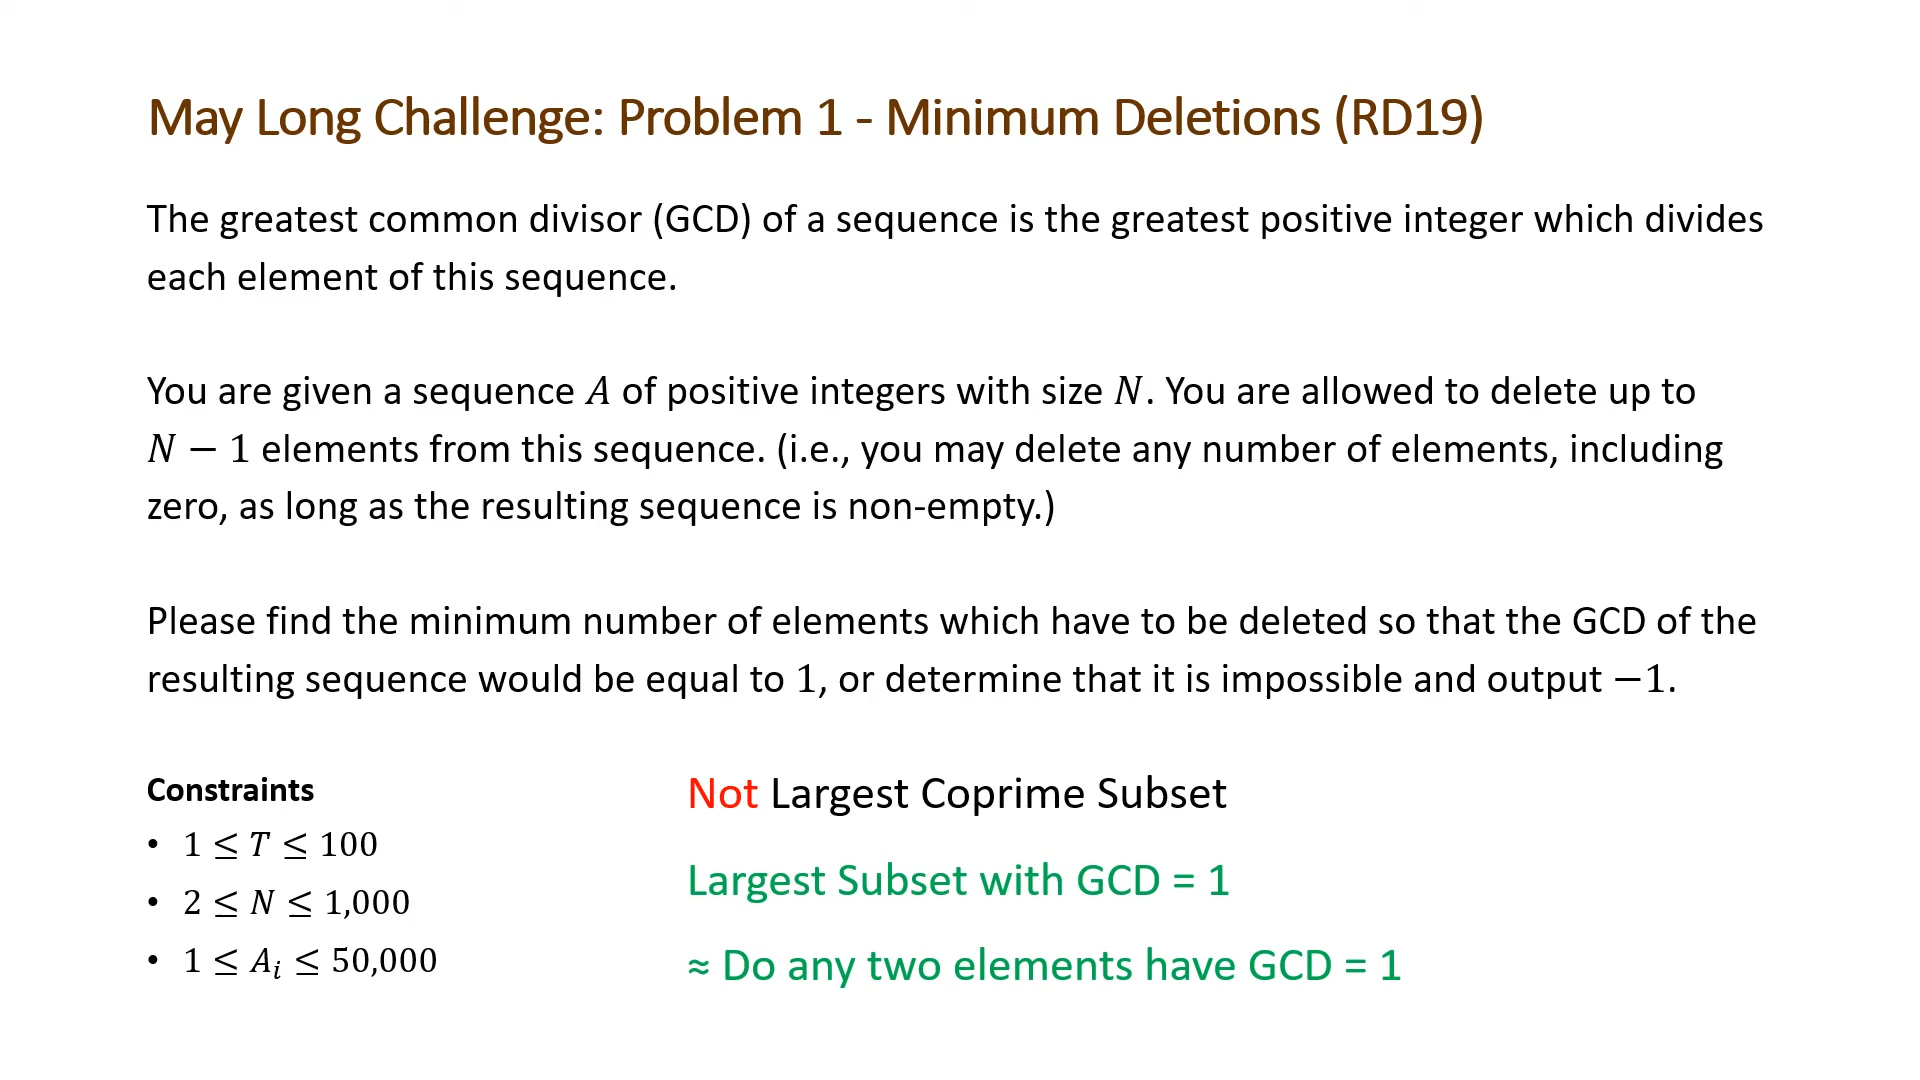 May Long Challenge: Problem 1 - Minimum Deletions (RD19)
The greatest common divisor (GCD) of a sequence is the greatest positive integer which divides
each element of this sequence.
You are given a sequence A of positive integers with size N. You are allowed to delete up to
N − 1 elements from this sequence. (i.e., you may delete any number of elements, including
zero, as long as the resulting sequence is non-empty.)
Please find the minimum number of elements which have to be deleted so that the GCD of the
resulting sequence would be equal to 1, or determine that it is impossible and output −1.
Constraints
• 1 ≤ T ≤ 100
• 2 ≤ N ≤ 1,000
• 1 ≤ Aᵢ ≤ 50,000
Not Largest Coprime Subset
Largest Subset with GCD = 1
≈ Do any two elements have GCD = 1